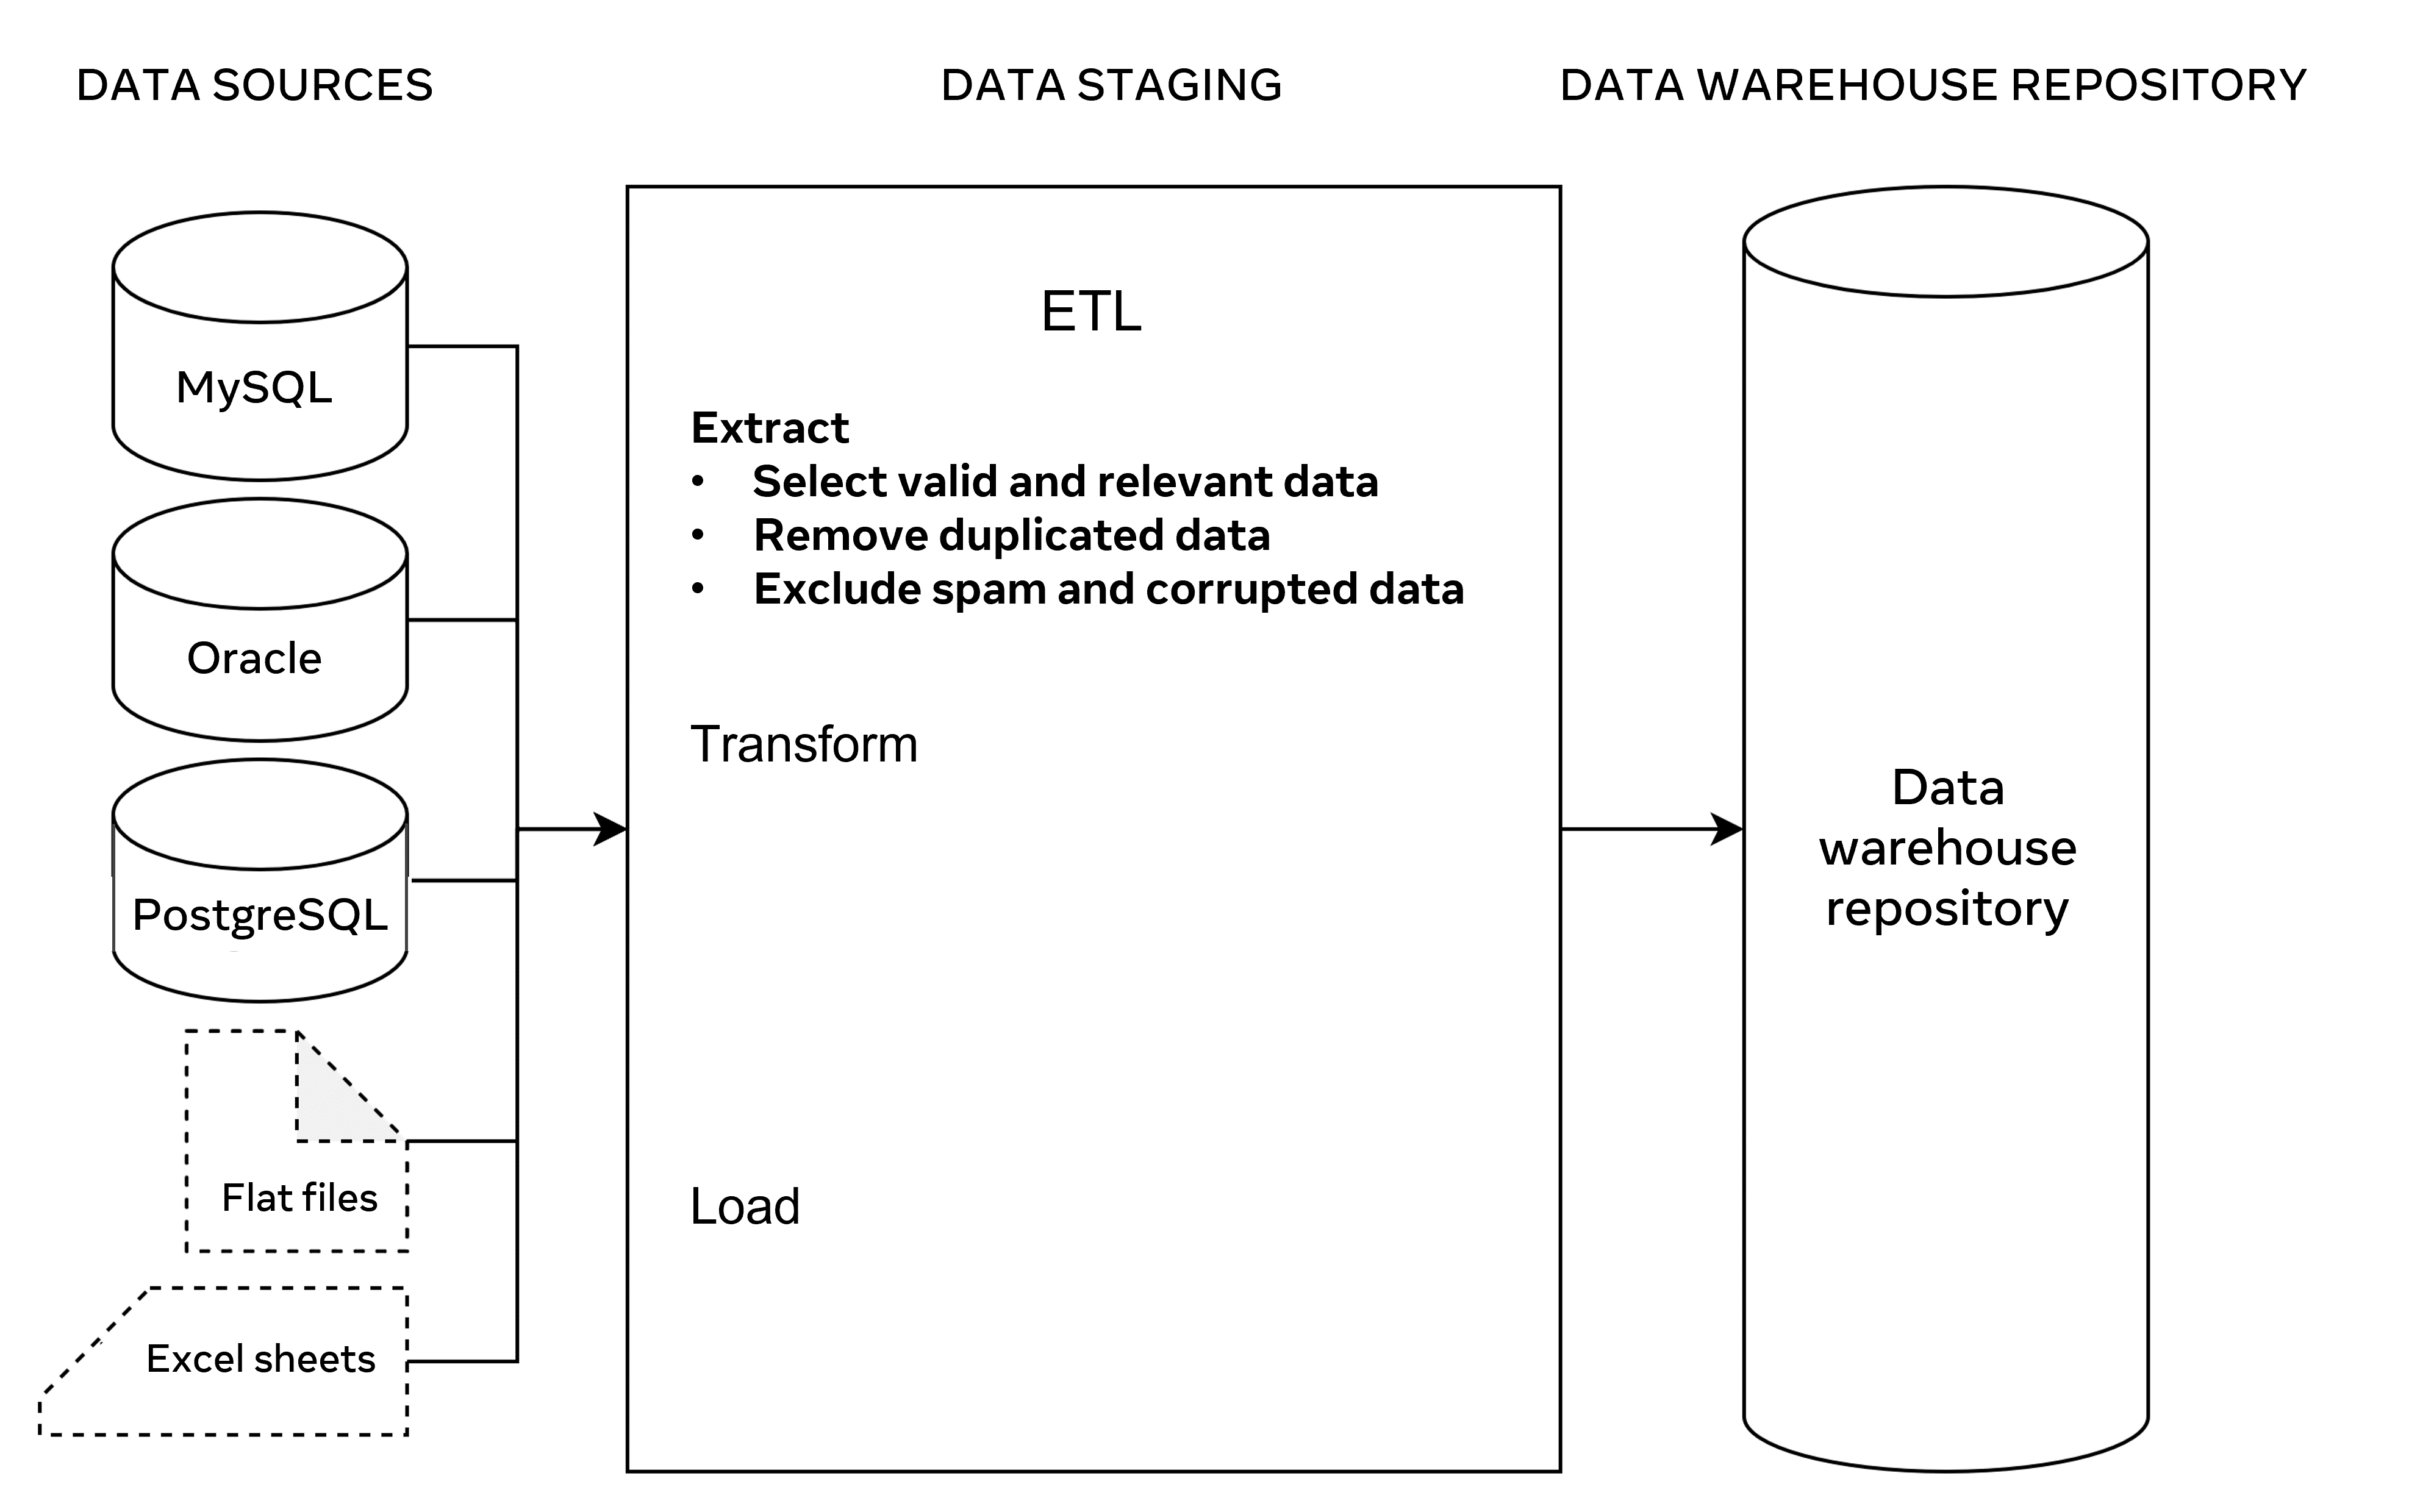 DATA SOURCES
DATA STAGING
DATA WAREHOUSE REPOSITORY
MySQL
Oracle
PostgreSQL
Flat files
Excel sheets
ETL
Extract
• Select valid and relevant data
• Remove duplicated data
• Exclude spam and corrupted data
Transform
Load
Data
warehouse
repository